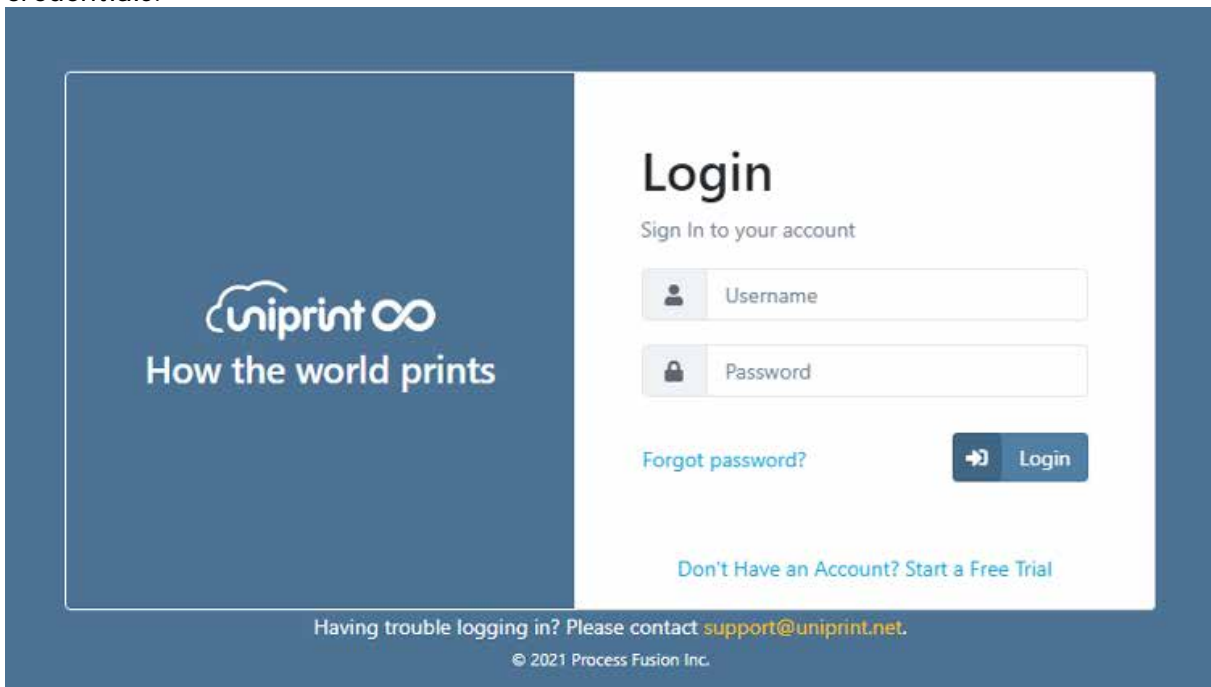 uniprint
How the world prints
Login
Sign In to your account
Username
Password
Forgot password?
Login
Don't Have an Account? Start a Free Trial
Having trouble logging in? Please contact support@uniprint.net.
© 2021 Process Fusion Inc.